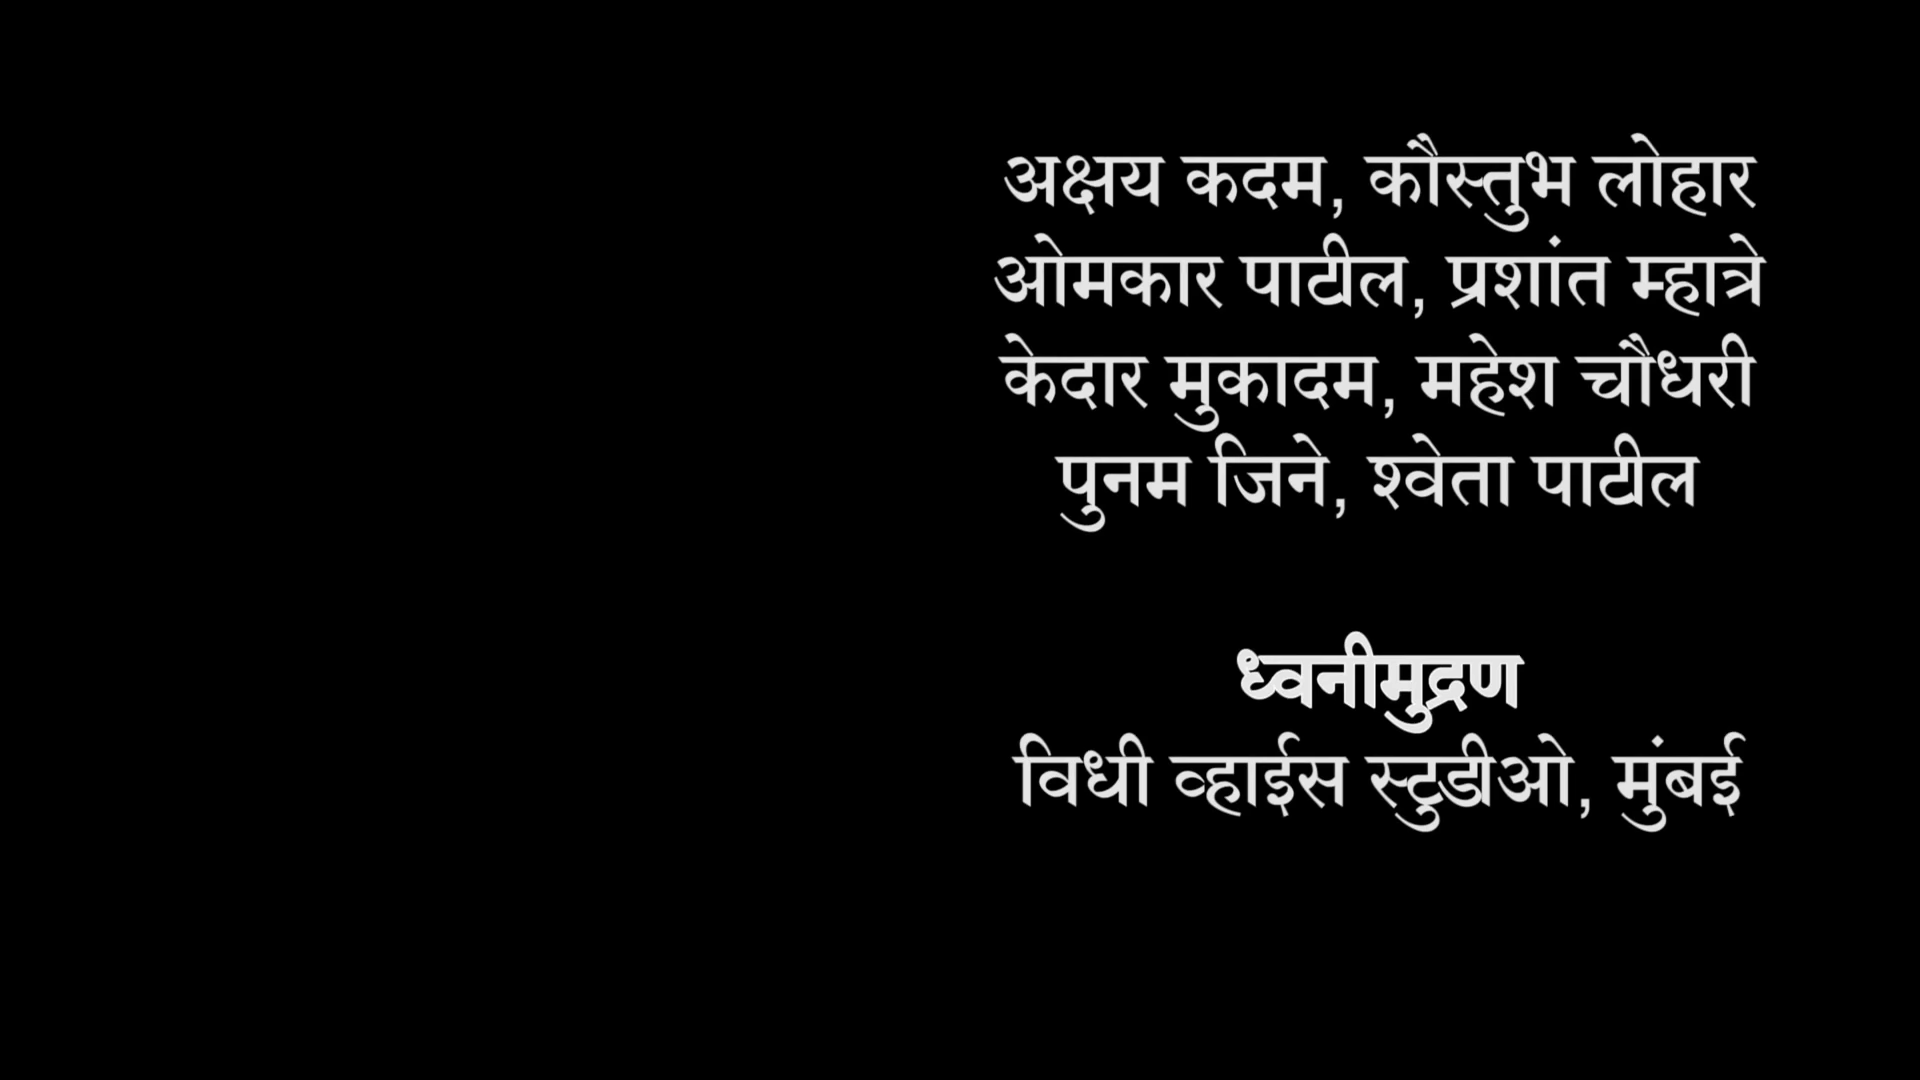 अक्षय कदम, कौस्तुभ लोहार
ओमकार पाटील, प्रशांत म्हात्रे
केदार मुकादम, महेश चौधरी
पुनम जिने, श्वेता पाटील
ध्वनीमुद्रण
विधी व्हाईस स्टुडीओ, मुंबई